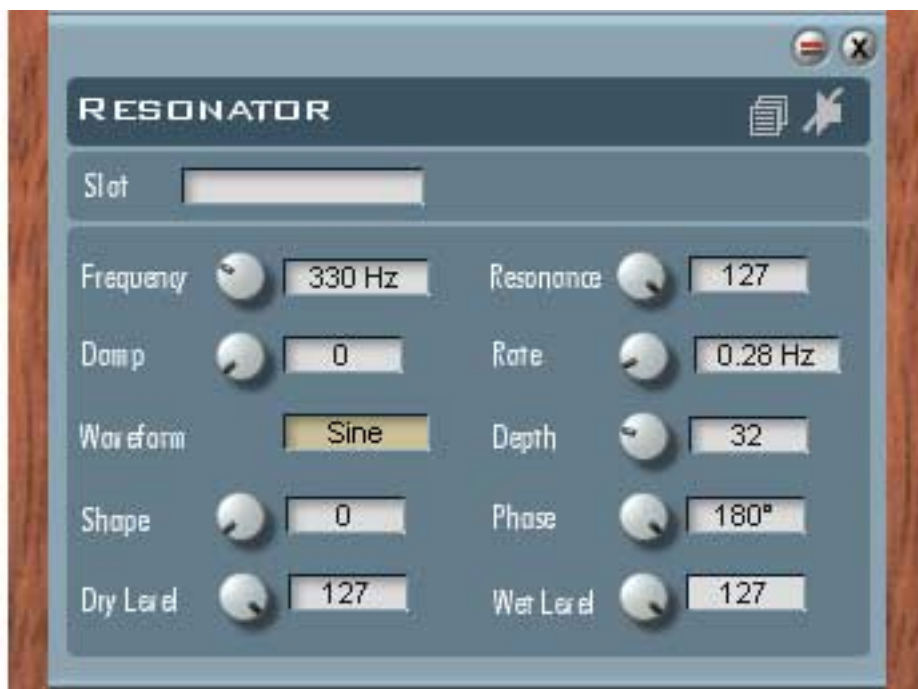 RESONATOR
Slot
Frequency 330 Hz Resonance 127
Damp 0 Rate 0.28 Hz
Waveform Sine Depth 32
Shape 0 Phase 180°
Dry Level 127 Wet Level 127